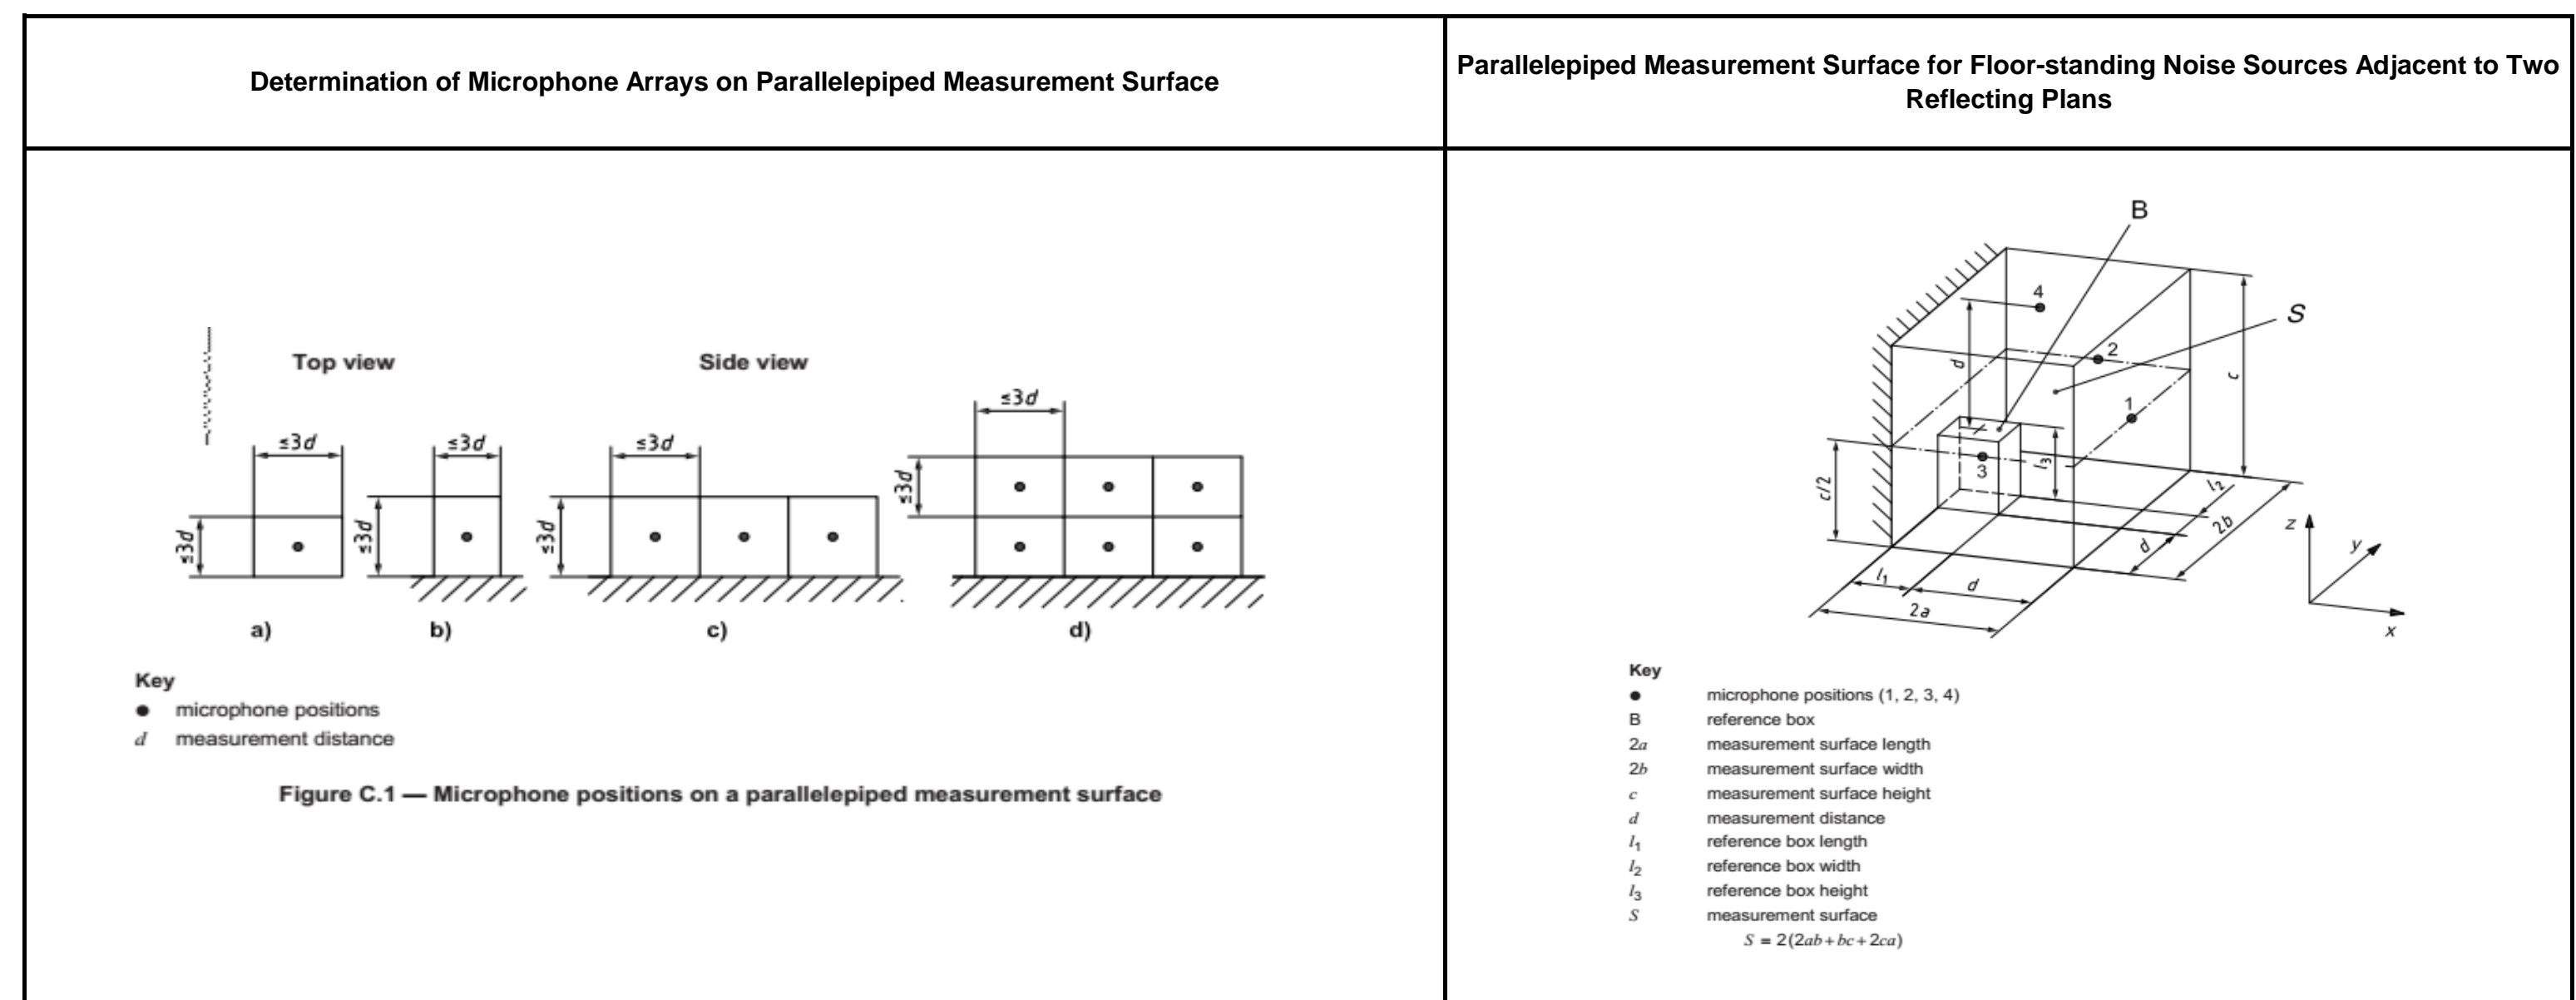 Determination of Microphone Arrays on Parallelepiped Measurement Surface
Parallelepiped Measurement Surface for Floor-standing Noise Sources Adjacent to Two
Reflecting Plans
Top view
Side view
≤3d
≤3d
≤3d
≤3d
≤3d
≤3d
≤3d
≤3d
a)
b)
c)
d)
Key
● microphone positions
d measurement distance
Figure C.1 — Microphone positions on a parallelepiped measurement surface
B
S
4
2
1
3
d
c
c/2
l3
l2
2b
d
l1
d
2a
z
y
x
Key
● microphone positions (1, 2, 3, 4)
B reference box
2a measurement surface length
2b measurement surface width
c measurement surface height
d measurement distance
l1 reference box length
l2 reference box width
l3 reference box height
S measurement surface
S = 2(2ab+bc+2ca)